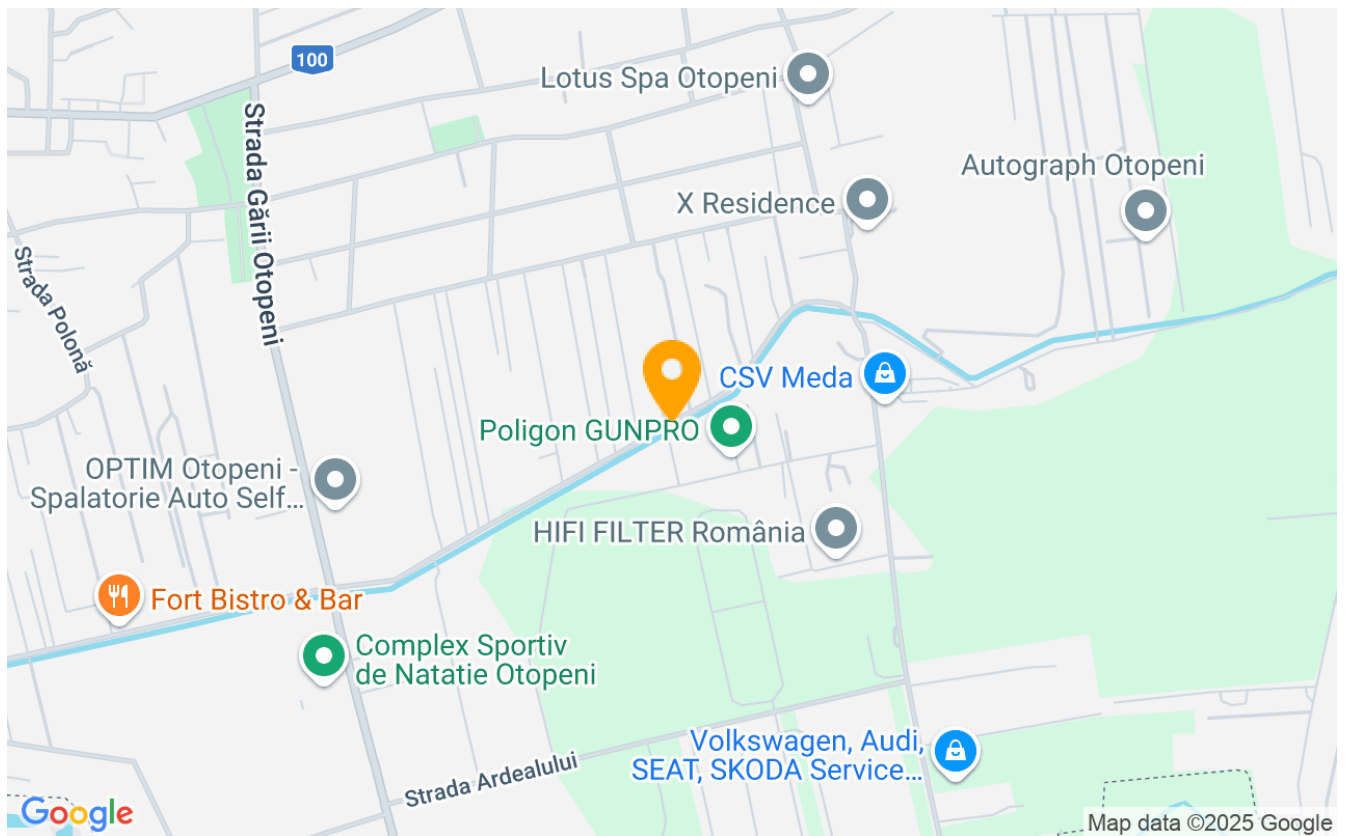 100
Lotus Spa Otopeni
Strada Gării Otopeni
Autograph Otopeni
X Residence
Strada Polonă
CSV Meda
Poligon GUNPRO
OPTIM Otopeni -
Spalatorie Auto Self...
HIFI FILTER România
Fort Bistro & Bar
Complex Sportiv
de Natatie Otopeni
Volkswagen, Audi,
SEAT, SKODA Service...
Strada Ardealului
Google
Map data ©2025 Google